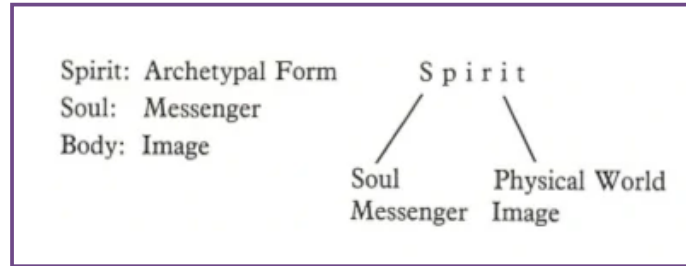 Spirit: Archetypal Form
Soul: Messenger
Body: Image
Spirit
Soul
Messenger
Physical World
Image